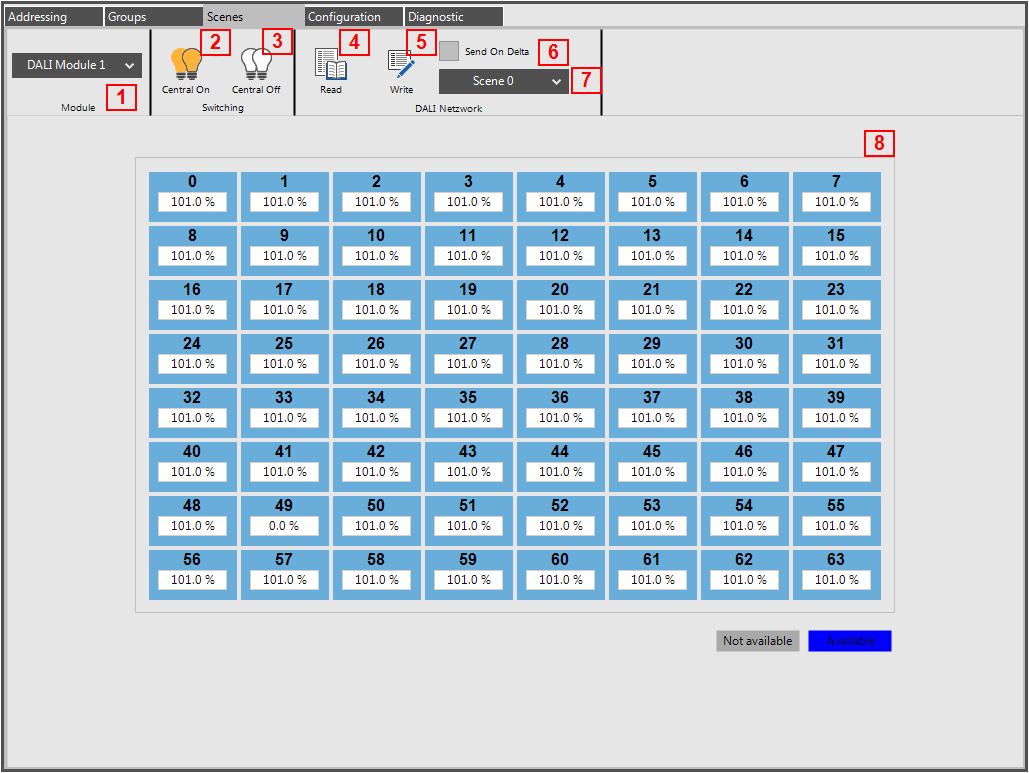 Addressing Groups Scenes Configuration Diagnostic
2 3 4 5 Send On Delta 6
DALI Module 1
1
Scene 0 7
Central On Central Off Read Write
Module Switching DALI Netzwork
8
0 1 2 3 4 5 6 7
101.0 % 101.0 % 101.0 % 101.0 % 101.0 % 101.0 % 101.0 % 101.0 %
8 9 10 11 12 13 14 15
101.0 % 101.0 % 101.0 % 101.0 % 101.0 % 101.0 % 101.0 % 101.0 %
16 17 18 19 20 21 22 23
101.0 % 101.0 % 101.0 % 101.0 % 101.0 % 101.0 % 101.0 % 101.0 %
24 25 26 27 28 29 30 31
101.0 % 101.0 % 101.0 % 101.0 % 101.0 % 101.0 % 101.0 % 101.0 %
32 33 34 35 36 37 38 39
101.0 % 101.0 % 101.0 % 101.0 % 101.0 % 101.0 % 101.0 % 101.0 %
40 41 42 43 44 45 46 47
101.0 % 101.0 % 101.0 % 101.0 % 101.0 % 101.0 % 101.0 % 101.0 %
48 49 50 51 52 53 54 55
101.0 % 0.0 % 101.0 % 101.0 % 101.0 % 101.0 % 101.0 % 101.0 %
56 57 58 59 60 61 62 63
101.0 % 101.0 % 101.0 % 101.0 % 101.0 % 101.0 % 101.0 % 101.0 %
Not available Available